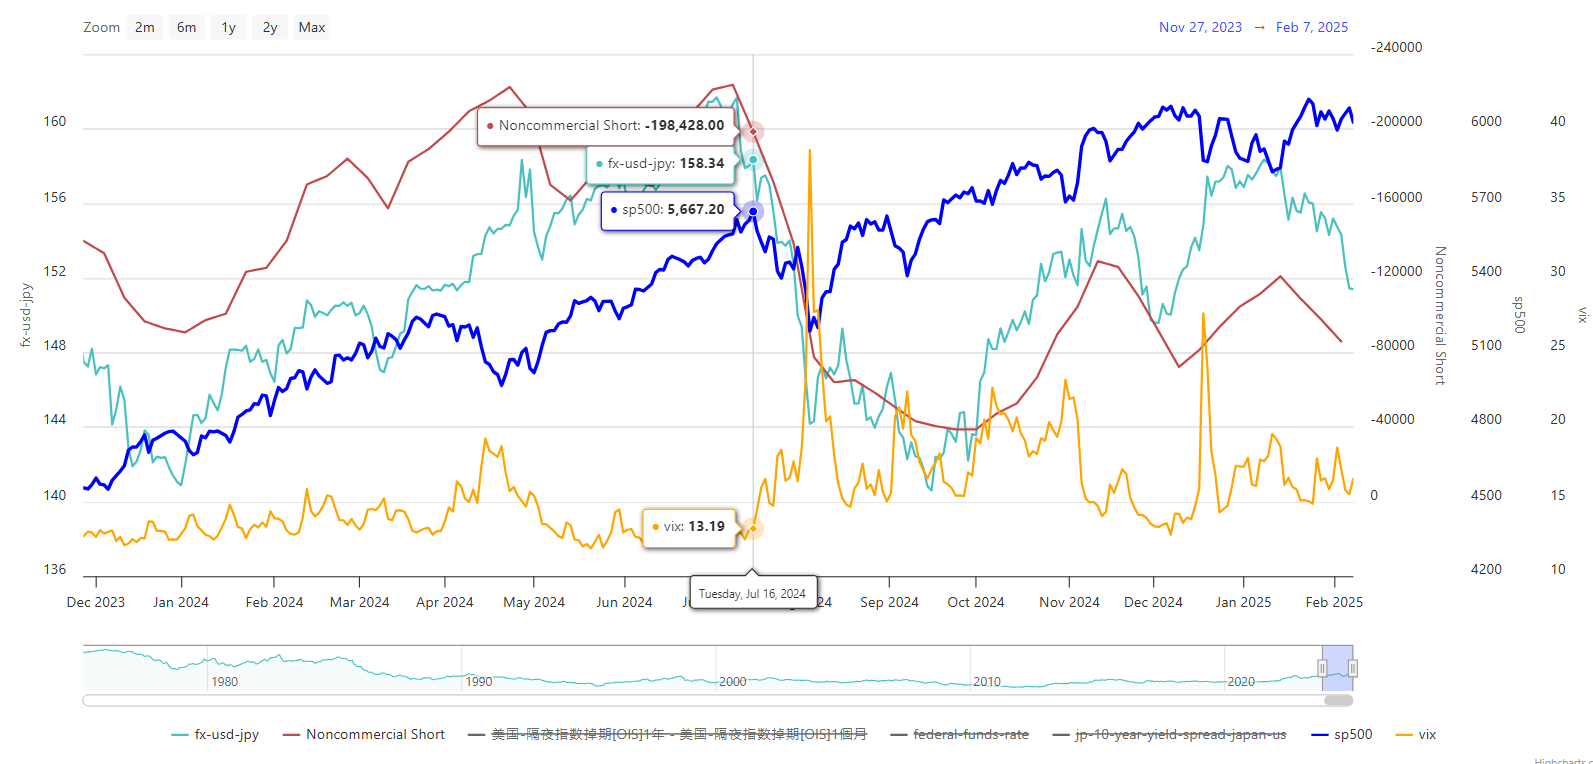 Zoom 2m 6m 1y 2y Max Nov 27, 2023 → Feb 7, 2025
-240000
160 -200000 6000 40
Noncommercial Short: -198,428.00
fx-usd-jpy: 158.34
156 -160000 5700 35
sp500: 5,667.20
152 -120000 5400 30
fx-usd-jpy
Noncommercial Short
sp500
vix
148 -80000 5100 25
144 -40000 4800 20
140 0 4500 15
vix: 13.19
136 4200 10
Tuesday, Jul 16, 2024
Dec 2023 Jan 2024 Feb 2024 Mar 2024 Apr 2024 May 2024 Jun 2024 Sep 2024 Oct 2024 Nov 2024 Dec 2024 Jan 2025 Feb 2025
1980 1990 2000 2010 2020
fx-usd-jpy Noncommercial Short 美国-隔夜指数掉期[OIS]1年 - 美国-隔夜指数掉期[OIS]1個月 federal-funds-rate jp-10-year-yield-spread-japan-us sp500 vix